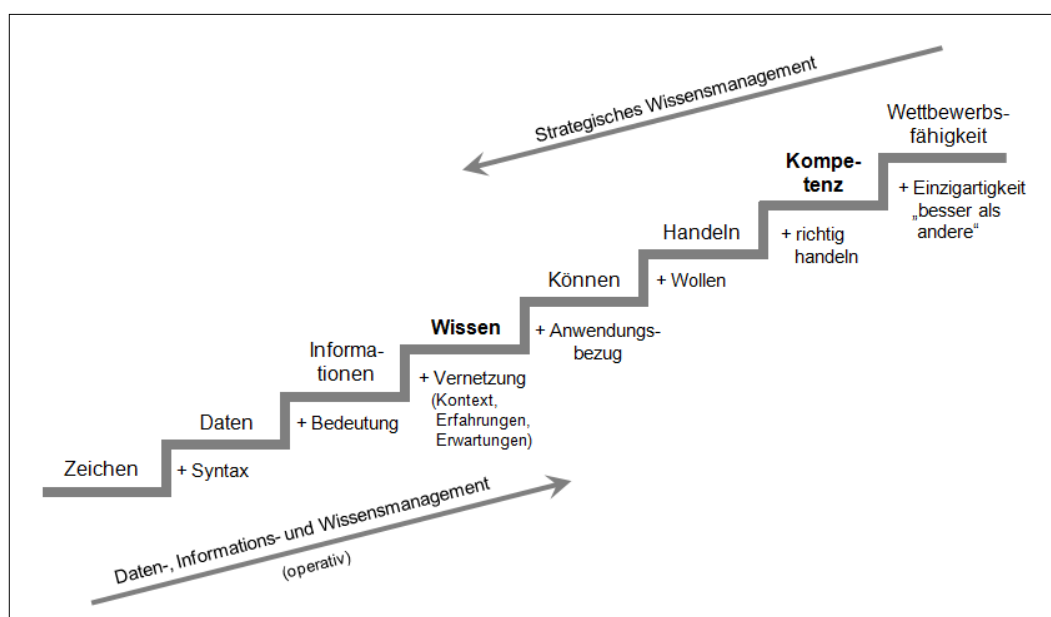 Strategisches Wissensmanagement
Wettbewerbs-
fähigkeit
+ Einzigartigkeit
„besser als
andere“
Kompe-
tenz
+ richtig
handeln
Handeln
+ Wollen
Können
+ Anwendungs-
bezug
Wissen
+ Vernetzung
(Kontext,
Erfahrungen,
Erwartungen)
Informa-
tionen
+ Bedeutung
Daten
+ Syntax
Zeichen
Daten-, Informations- und Wissensmanagement
(operativ)